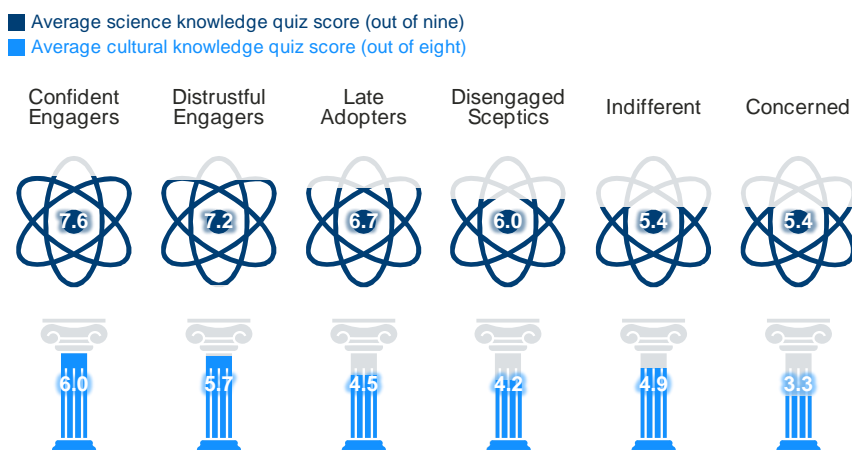 Average science knowledge quiz score (out of nine)
Average cultural knowledge quiz score (out of eight)
Confident
Engagers
Distrustful
Engagers
Late
Adopters
Disengaged
Sceptics
Indifferent
Concerned
7.6 7.2 6.7 6.0 5.4 5.4
6.0 5.7 4.5 4.2 4.9 3.3